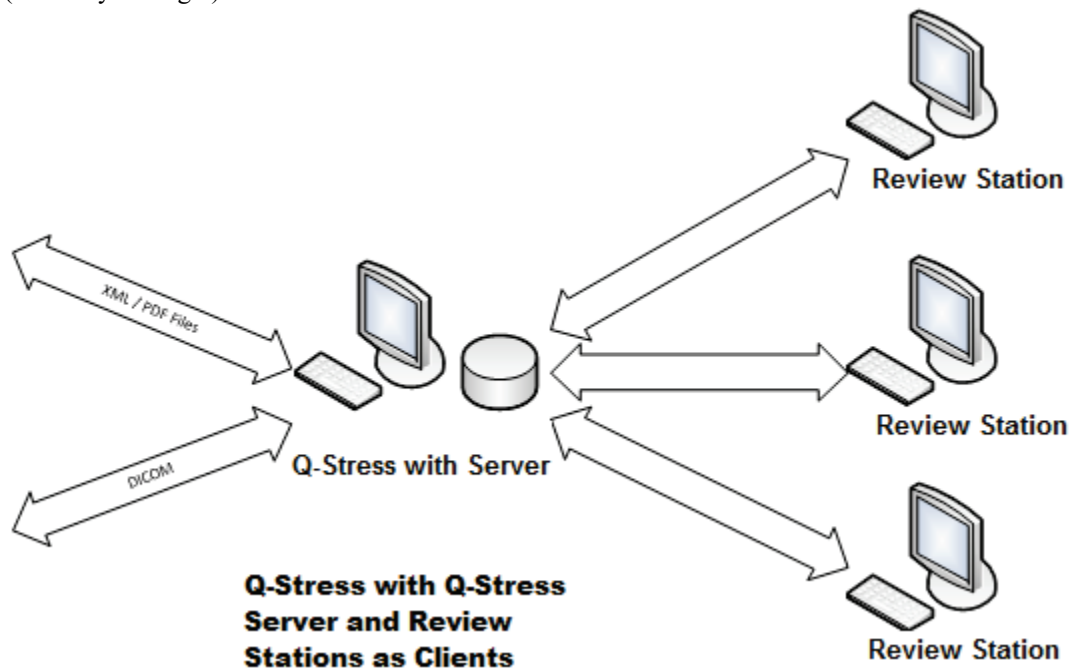 Review Station
XML / PDF Files
Review Station
Q-Stress with Server
DICOM
Q-Stress with Q-Stress
Server and Review
Stations as Clients
Review Station